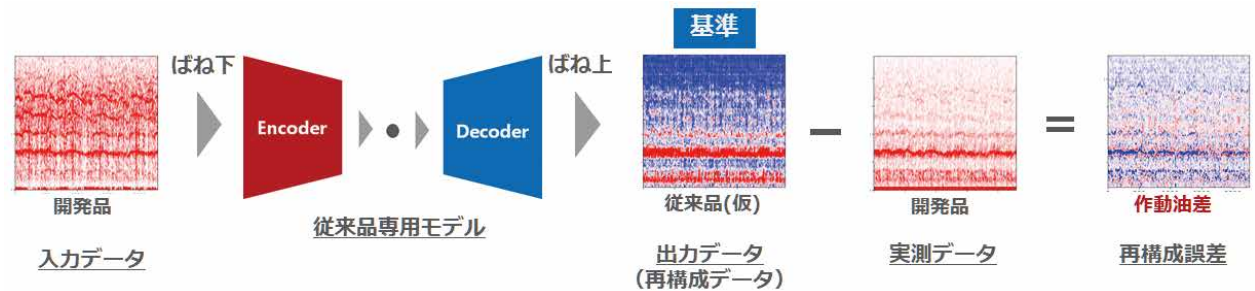 基準
ばね下
ばね上
Encoder
Decoder
開発品
従来品専用モデル
従来品(仮)
開発品
作動油差
入力データ
出力データ
(再構成データ)
実測データ
再構成誤差